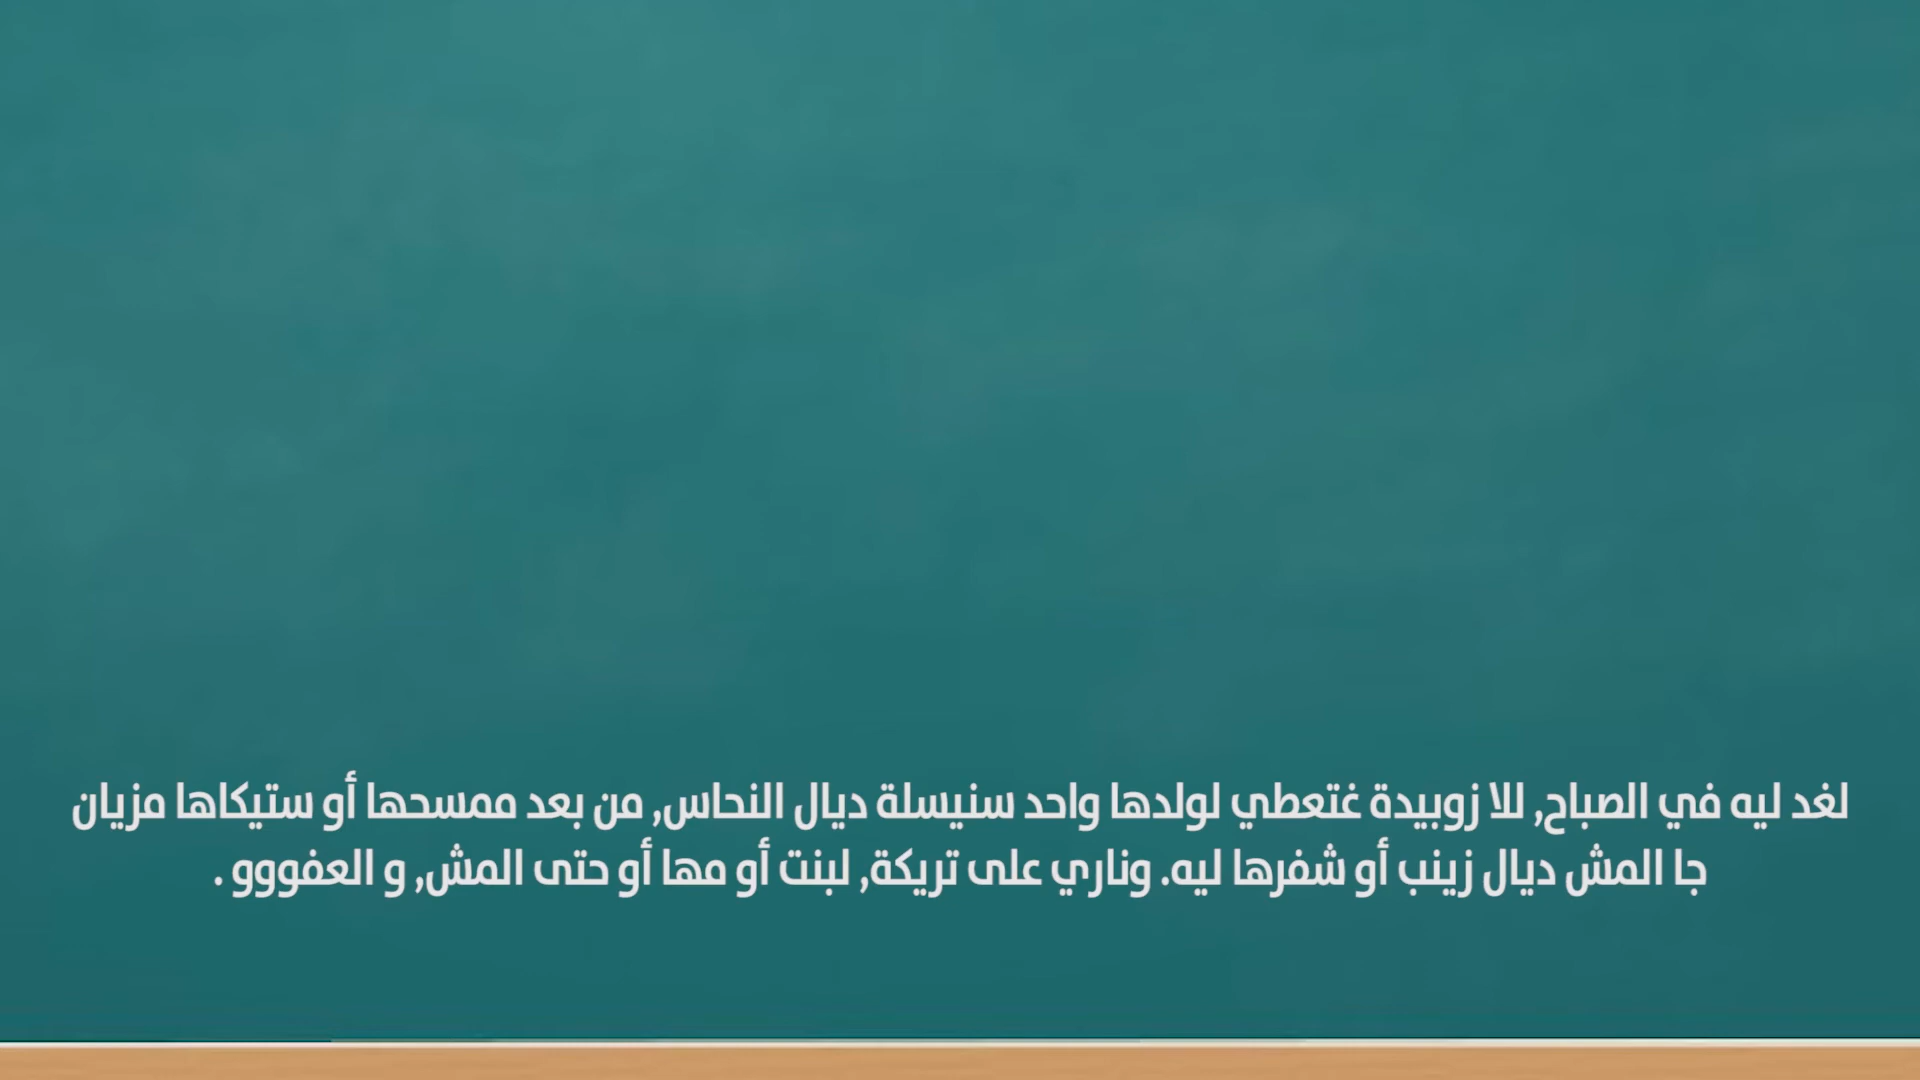 لغد ليه في الصباح, للا زوبيدة غتعطي لولدها واحد سنيسلة ديال النحاس, من بعد ممسحها أو ستيكاها مزيان
جا المش ديال زينب أو شفرها ليه. وناري على تريكة, لبنت أو مها أو حتى المش, و العفووو .